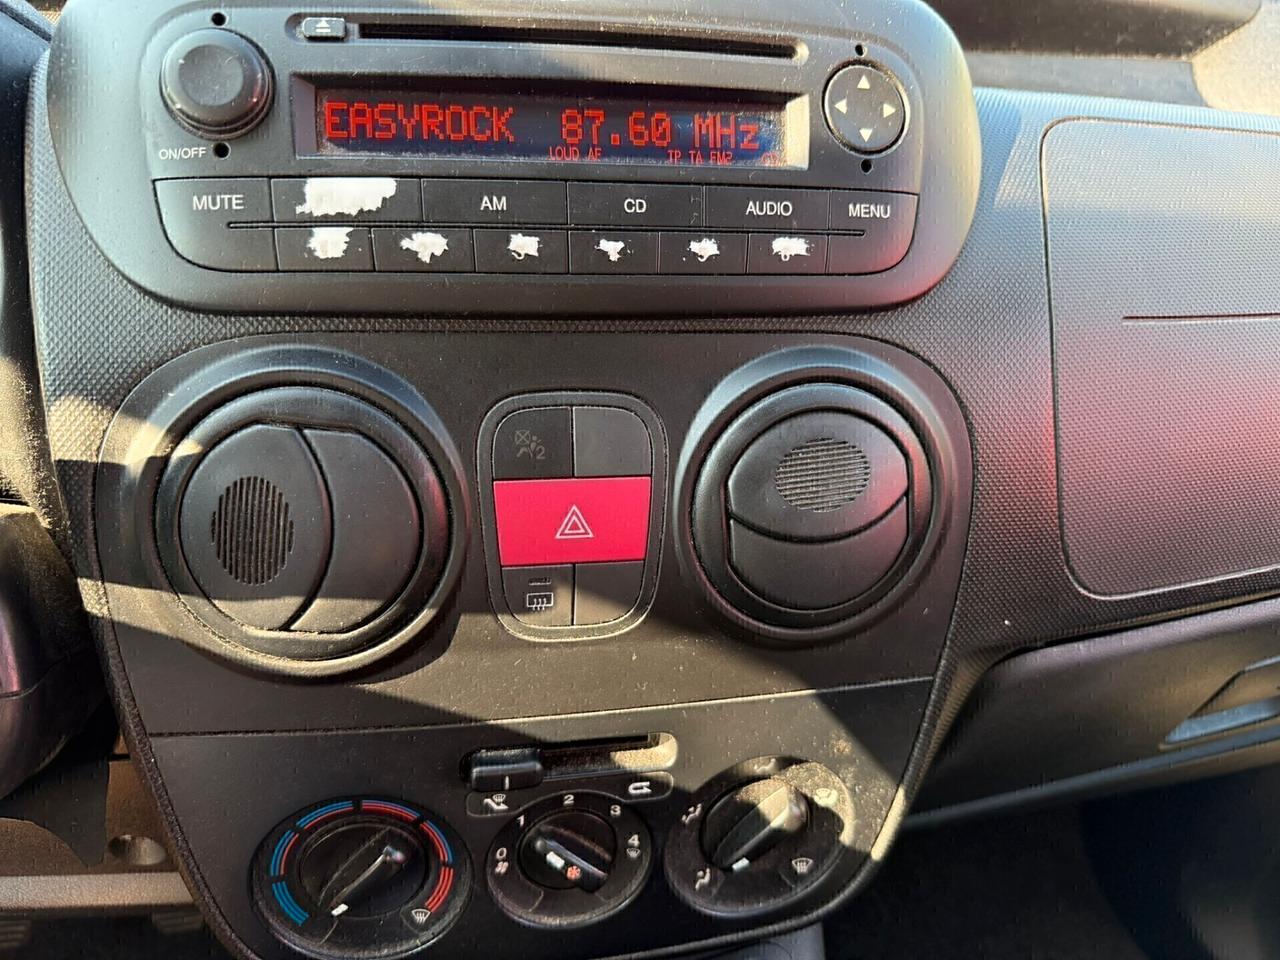 EASYROCK 87.60 MHz
LOUD AF TP TA FM2
ON/OFF
MUTE AM CD AUDIO MENU
2
2
1 3
0 4